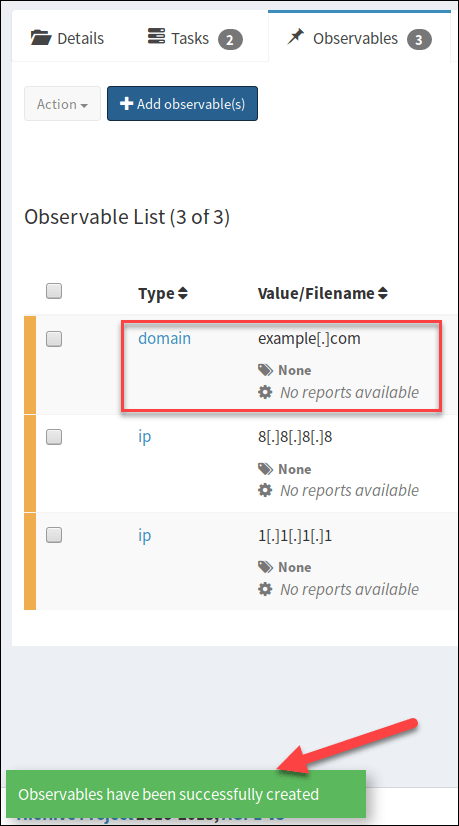 Details Tasks 2 Observables 3
Action Add observable(s)
Observable List (3 of 3)
Type Value/Filename
domain example[.]com
None
No reports available
ip 8[.]8[.]8[.]8
None
No reports available
ip 1[.]1[.]1[.]1
None
No reports available
Observables have been successfully created